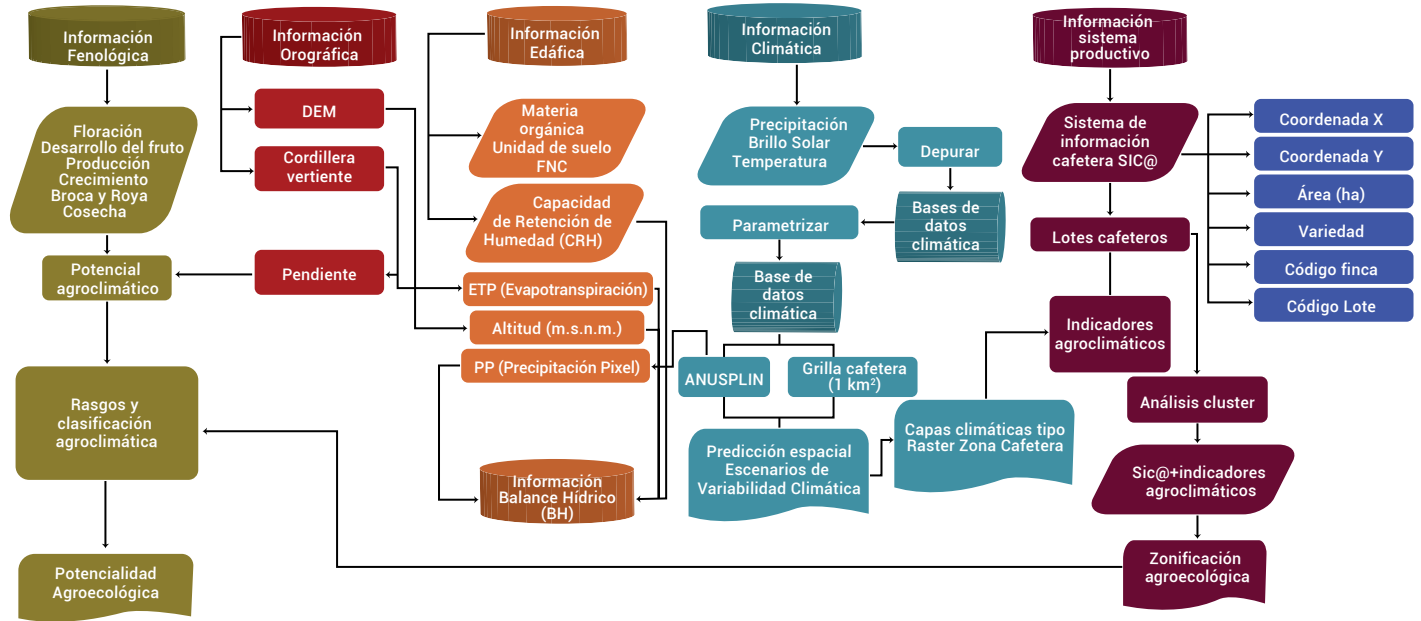 Información
Fenológica
Floración
Desarrollo del fruto
Producción
Crecimiento
Broca y Roya
Cosecha
Potencial
agroclimático
Rasgos y
clasificación
agroclimática
Potencialidad
Agroecológica
Información
Orográfica
DEM
Cordillera
vertiente
Pendiente
Información
Edáfica
Materia
orgánica
Unidad de suelo
FNC
Capacidad
de Retención de
Humedad (CRH)
ETP (Evapotranspiración)
Altitud (m.s.n.m.)
PP (Precipitación Pixel)
Información
Balance Hídrico
(BH)
Información
Climática
Precipitación
Brillo Solar
Temperatura
Depurar
Bases de
datos
climática
Parametrizar
Base de
datos
climática
ANUSPLIN
Grilla cafetera
(1 km²)
Predicción espacial
Escenarios de
Variabilidad Climática
Capas climáticas tipo
Raster Zona Cafetera
Información
sistema
productivo
Sistema de
información
cafetera SIC@
Lotes cafeteros
Indicadores
agroclimáticos
Análisis cluster
Sic@+indicadores
agroclimáticos
Zonificación
agroecológica
Coordenada X
Coordenada Y
Área (ha)
Variedad
Código finca
Código Lote